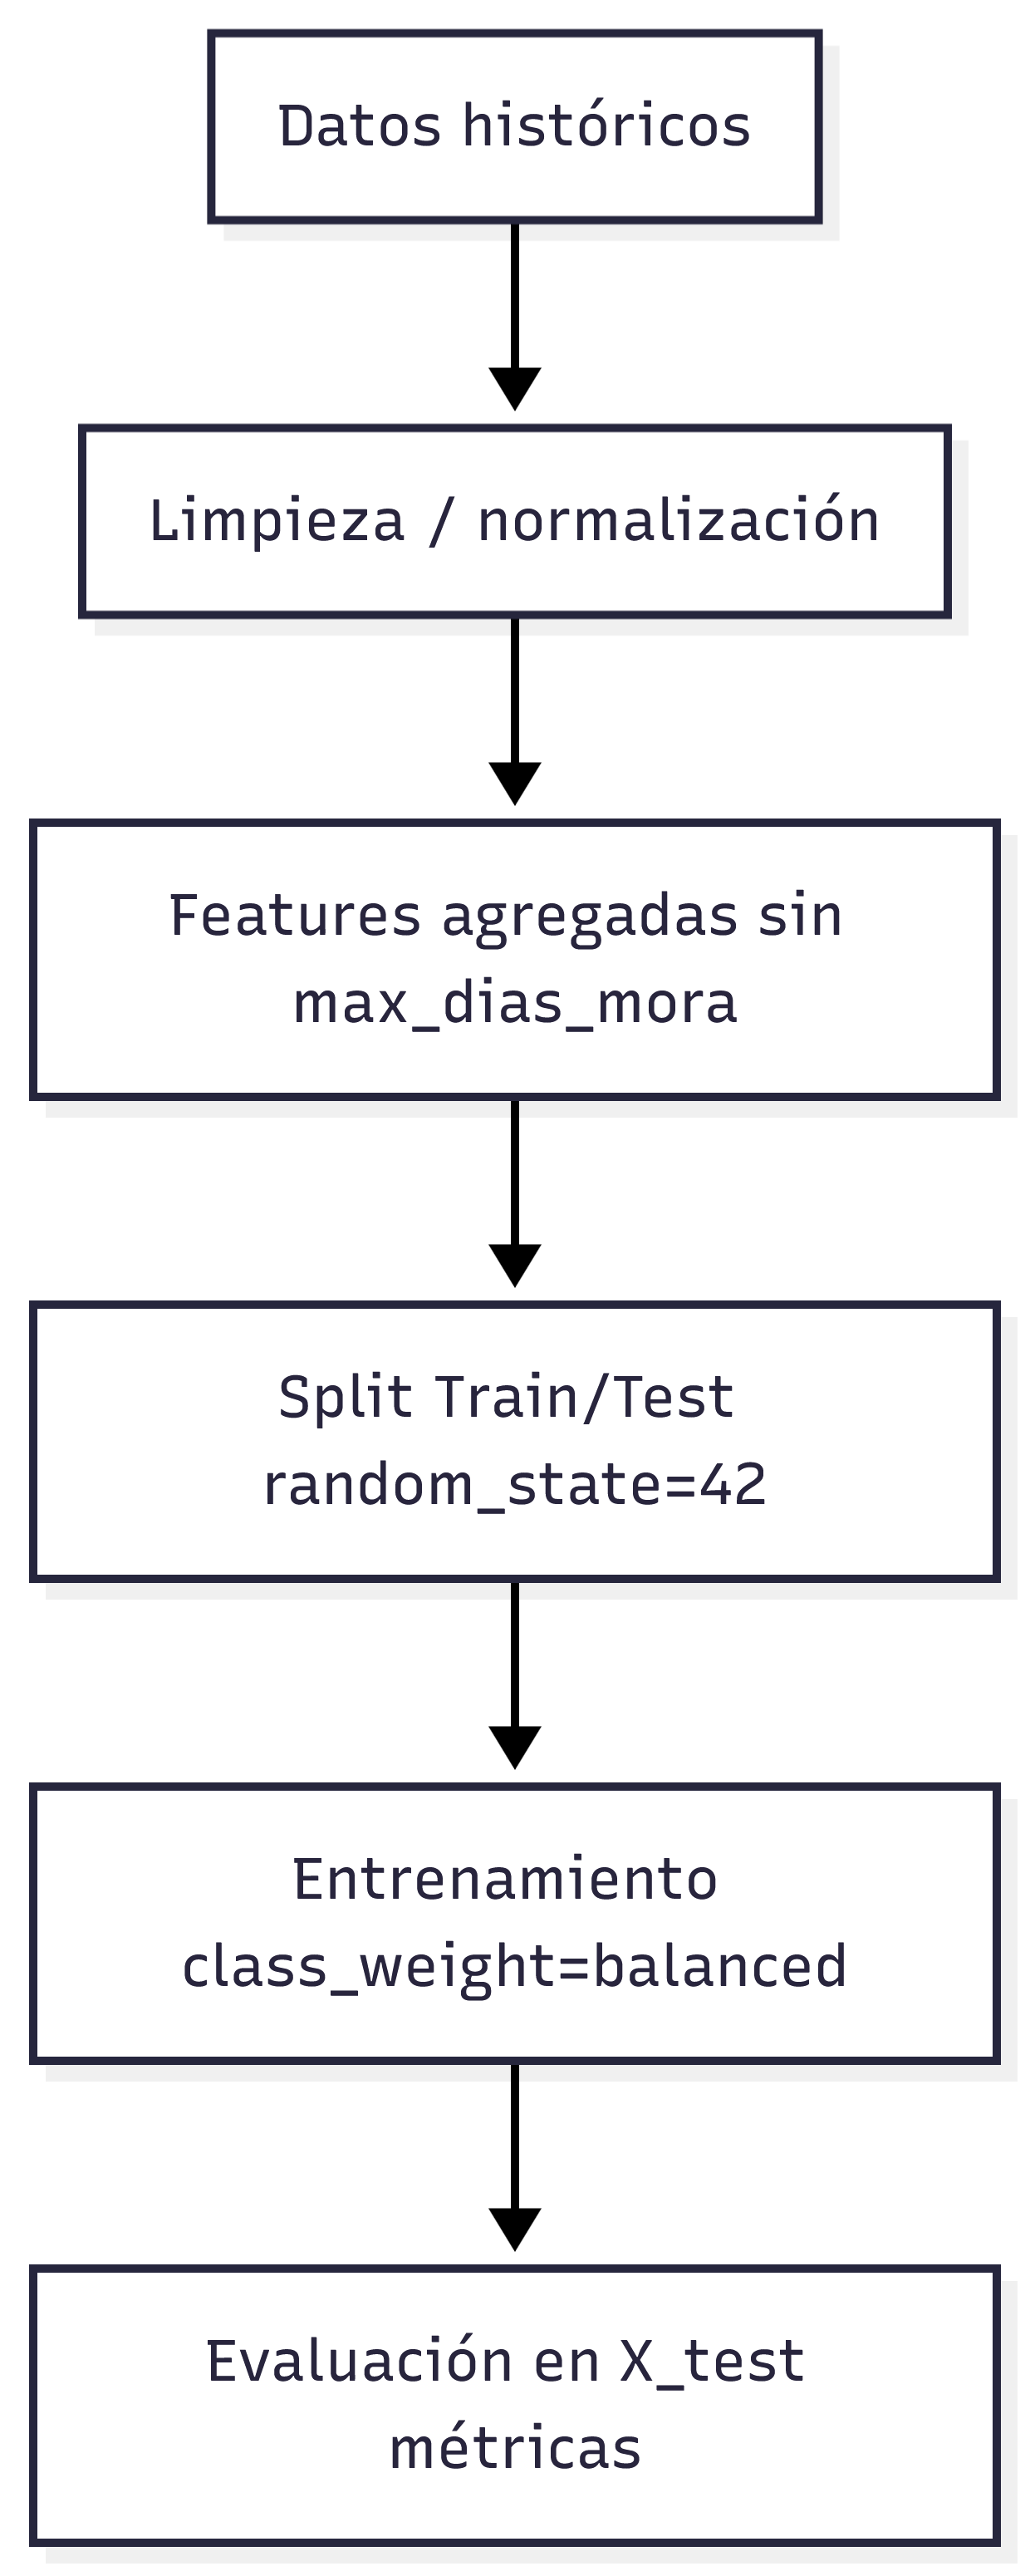 Datos históricos
Limpieza / normalización
Features agregadas sin
max_dias_mora
Split Train/Test
random_state=42
Entrenamiento
class_weight=balanced
Evaluación en X_test
métricas